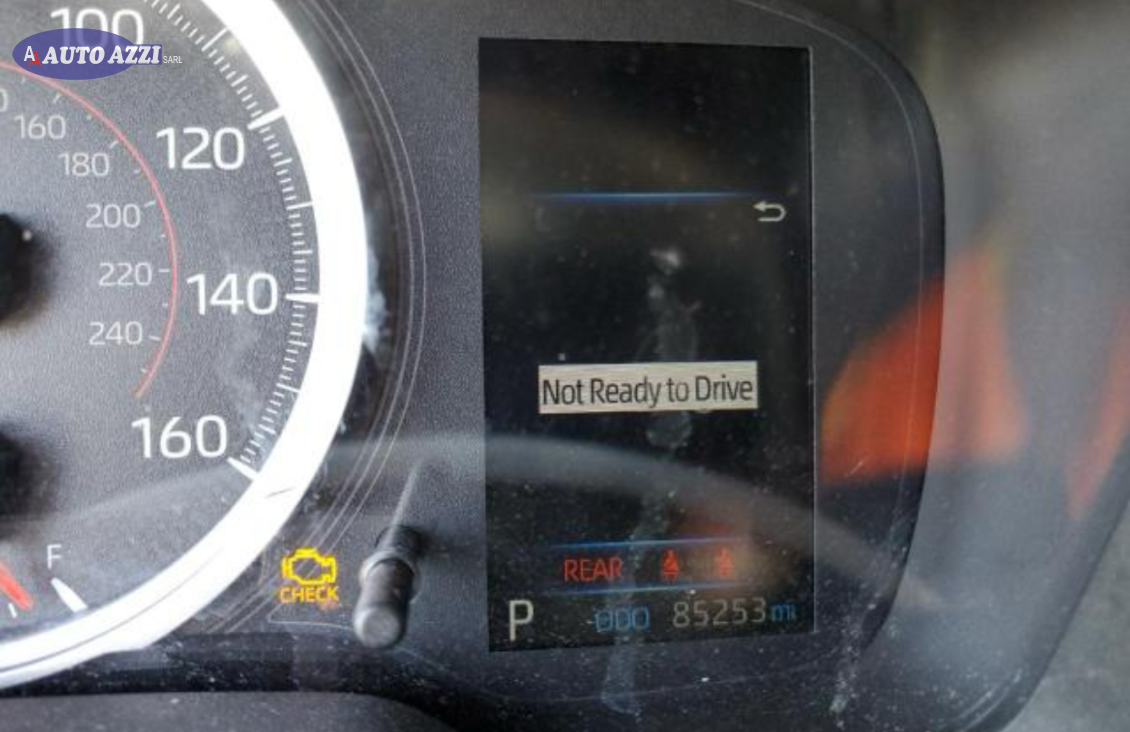 100
AUTO AZZI SARL
120
140
160
160
180
200
220
240
F
CHECK
Not Ready to Drive
REAR
P
ODO 85253 mi